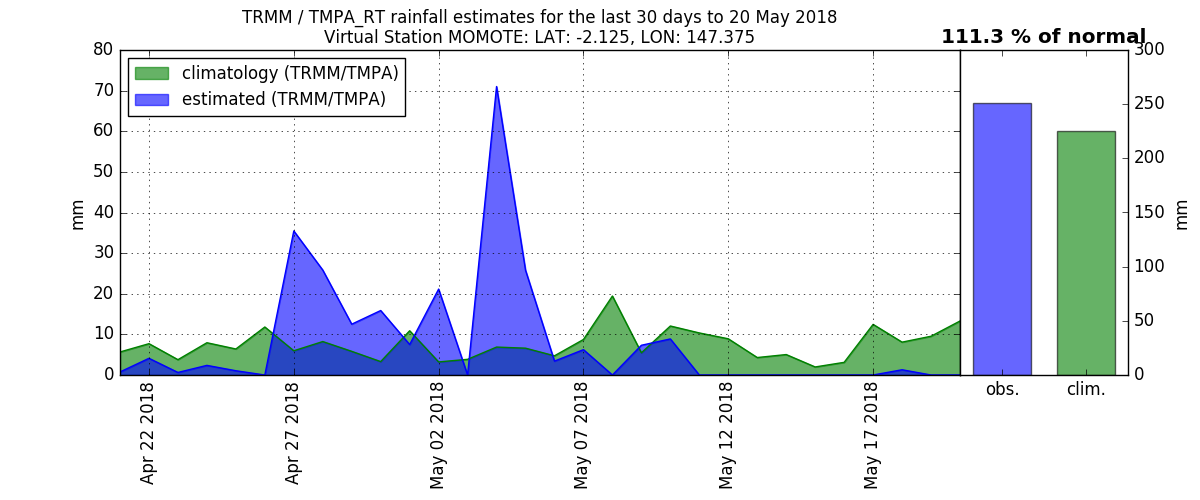 TRMM / TMPA_RT rainfall estimates for the last 30 days to 20 May 2018
Virtual Station MOMOTE: LAT: -2.125, LON: 147.375
111.3 % of normal
climatology (TRMM/TMPA)
estimated (TRMM/TMPA)
80
70
60
50
40
30
20
10
0
mm
Apr 22 2018
Apr 27 2018
May 02 2018
May 07 2018
May 12 2018
May 17 2018
300
250
200
150
100
50
0
mm
obs.
clim.